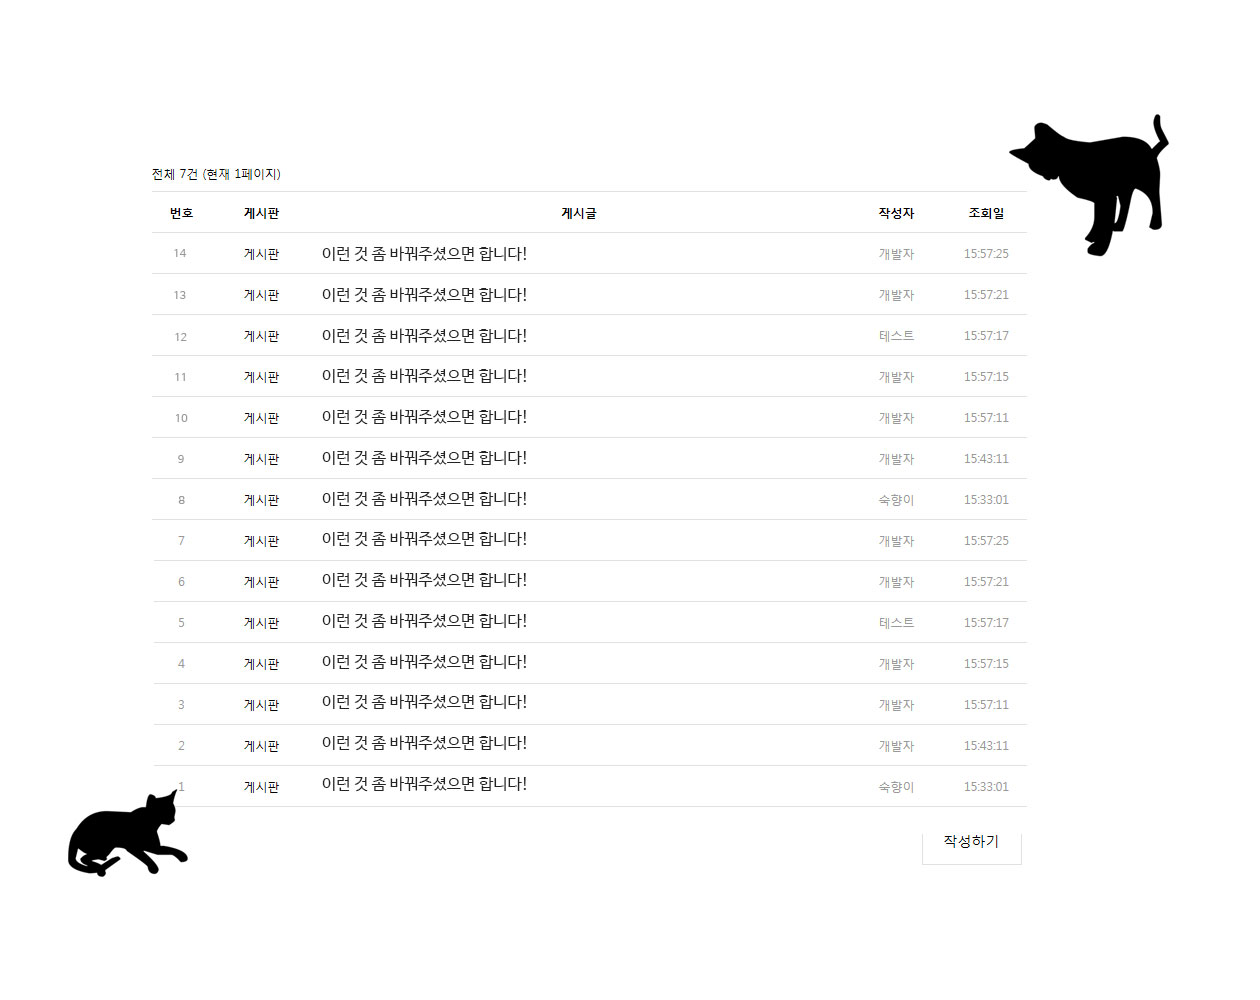 전체 7건 (현재 1페이지)
번호 게시판 게시글 작성자 조회일
14 게시판 이런 것 좀 바꿔주셨으면 합니다! 개발자 15:57:25
13 게시판 이런 것 좀 바꿔주셨으면 합니다! 개발자 15:57:21
12 게시판 이런 것 좀 바꿔주셨으면 합니다! 테스트 15:57:17
11 게시판 이런 것 좀 바꿔주셨으면 합니다! 개발자 15:57:15
10 게시판 이런 것 좀 바꿔주셨으면 합니다! 개발자 15:57:11
9 게시판 이런 것 좀 바꿔주셨으면 합니다! 개발자 15:43:11
8 게시판 이런 것 좀 바꿔주셨으면 합니다! 숙향이 15:33:01
7 게시판 이런 것 좀 바꿔주셨으면 합니다! 개발자 15:57:25
6 게시판 이런 것 좀 바꿔주셨으면 합니다! 개발자 15:57:21
5 게시판 이런 것 좀 바꿔주셨으면 합니다! 테스트 15:57:17
4 게시판 이런 것 좀 바꿔주셨으면 합니다! 개발자 15:57:15
3 게시판 이런 것 좀 바꿔주셨으면 합니다! 개발자 15:57:11
2 게시판 이런 것 좀 바꿔주셨으면 합니다! 개발자 15:43:11
1 게시판 이런 것 좀 바꿔주셨으면 합니다! 숙향이 15:33:01
작성하기